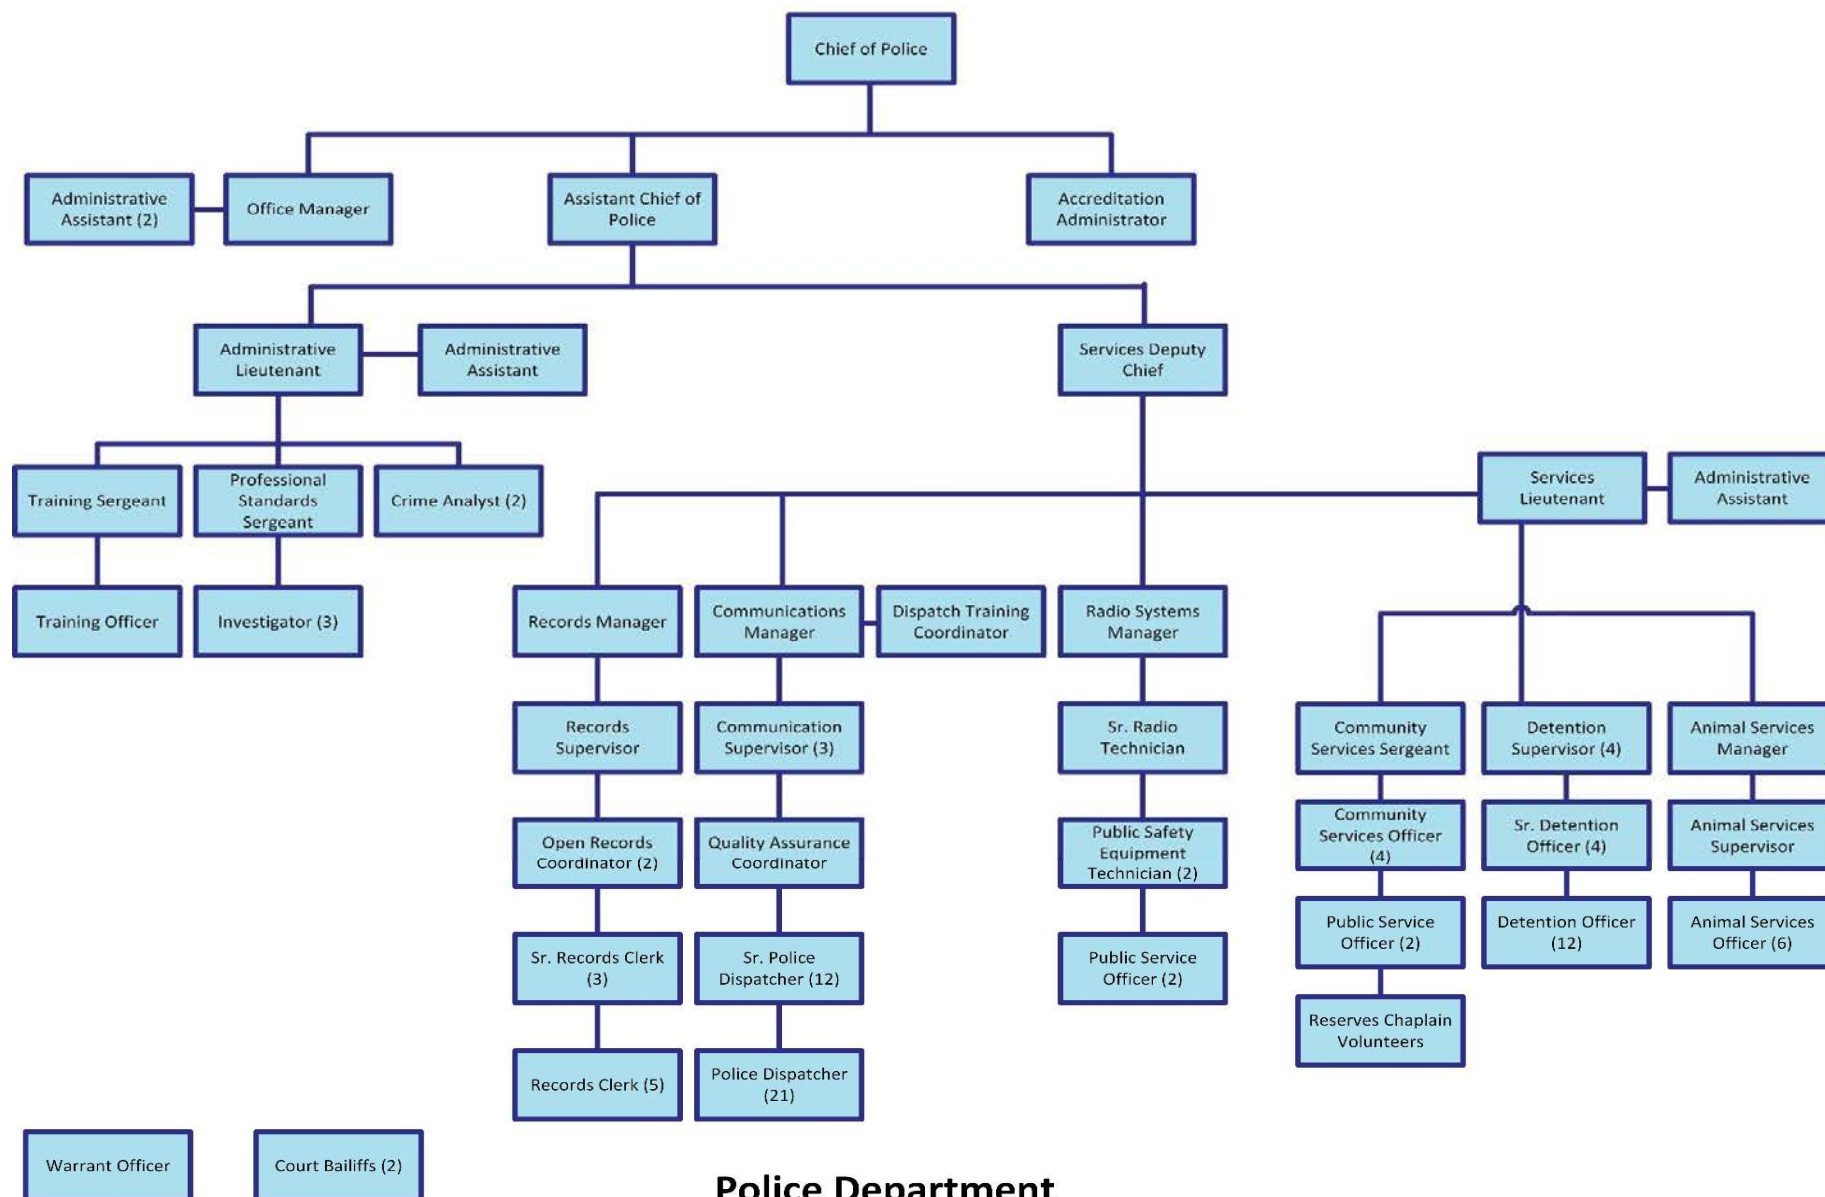 Chief of Police
Administrative
Assistant (2)
Office Manager
Assistant Chief of
Police
Accreditation
Administrator
Administrative
Lieutenant
Administrative
Assistant
Services Deputy
Chief
Training Sergeant
Professional
Standards
Sergeant
Crime Analyst (2)
Services
Lieutenant
Administrative
Assistant
Training Officer
Investigator (3)
Records Manager
Communications
Manager
Dispatch Training
Coordinator
Radio Systems
Manager
Records
Supervisor
Communication
Supervisor (3)
Sr. Radio
Technician
Community
Services Sergeant
Detention
Supervisor (4)
Animal Services
Manager
Open Records
Coordinator (2)
Quality Assurance
Coordinator
Public Safety
Equipment
Technician (2)
Community
Services Officer
(4)
Sr. Detention
Officer (4)
Animal Services
Supervisor
Sr. Records Clerk
(3)
Sr. Police
Dispatcher (12)
Public Service
Officer (2)
Public Service
Officer (2)
Detention Officer
(12)
Animal Services
Officer (6)
Records Clerk (5)
Police Dispatcher
(21)
Reserves Chaplain
Volunteers
Warrant Officer
Court Bailiffs (2)
Police Department